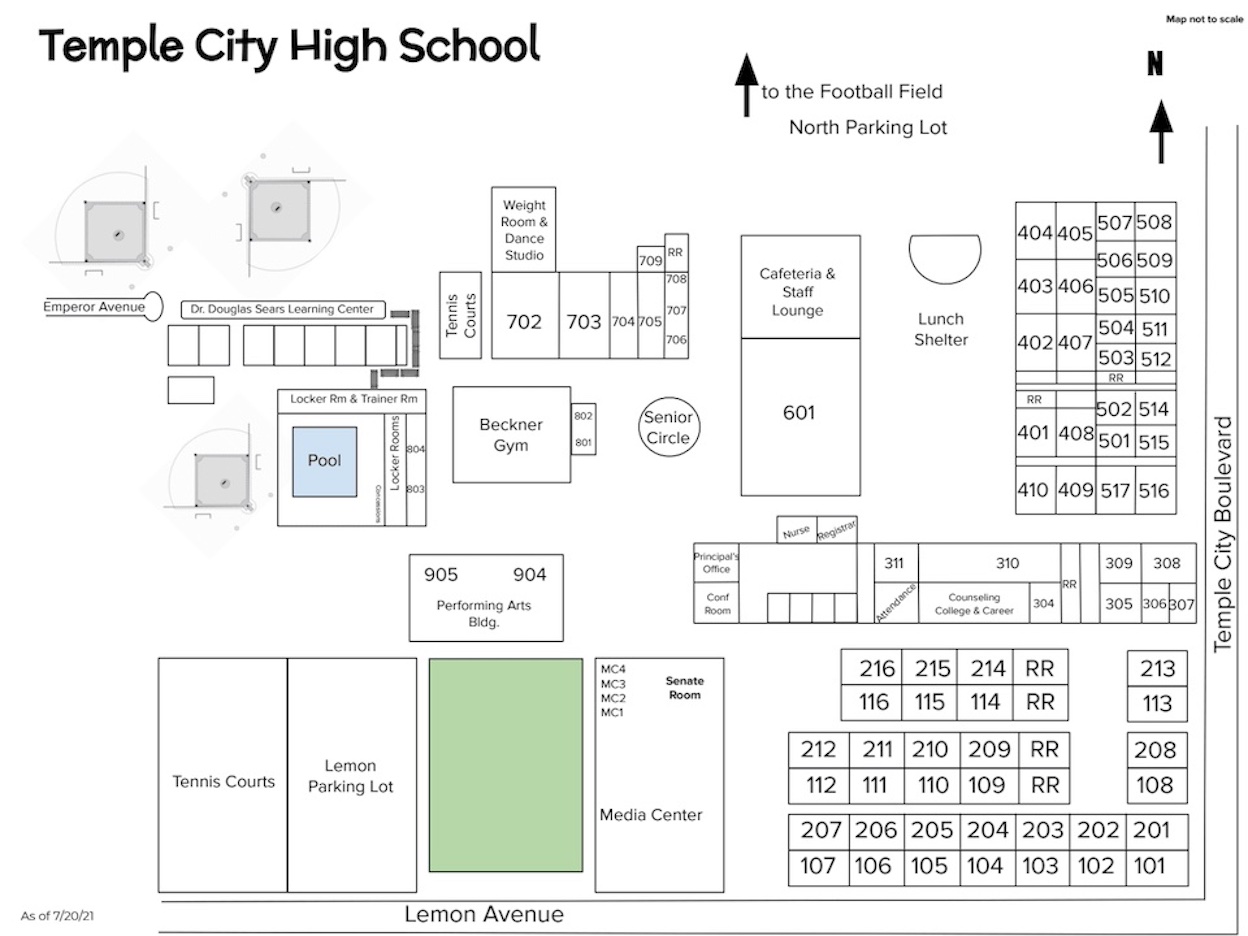 Map not to scale
Temple City High School
N
to the Football Field
North Parking Lot
Weight
Room &
Dance
Studio
Emperor Avenue
Dr. Douglas Sears Learning Center
Tennis
Courts
702
703
704
705
709
RR
708
707
706
Cafeteria &
Staff
Lounge
601
Lunch
Shelter
404
405
507
508
506
509
403
406
505
510
402
407
504
511
503
512
RR
RR
502
514
401
408
501
515
410
409
517
516
Locker Rm & Trainer Rm
Pool
Locker Rooms
Concessions
804
803
Beckner
Gym
802
801
Senior
Circle
Temple City Boulevard
Nurse
Registrar
Principal's
Office
Conf
Room
311
Attendance
310
Counseling
College & Career
304
RR
309
308
305
306
307
905
904
Performing Arts
Bldg.
Tennis Courts
Lemon
Parking Lot
MC4
MC3
MC2
MC1
Senate
Room
Media Center
216 215 214 RR
213
116 115 114 RR
113
212 211 210 209 RR
208
112 111 110 109 RR
108
207 206 205 204 203 202 201
107 106 105 104 103 102 101
As of 7/20/21
Lemon Avenue